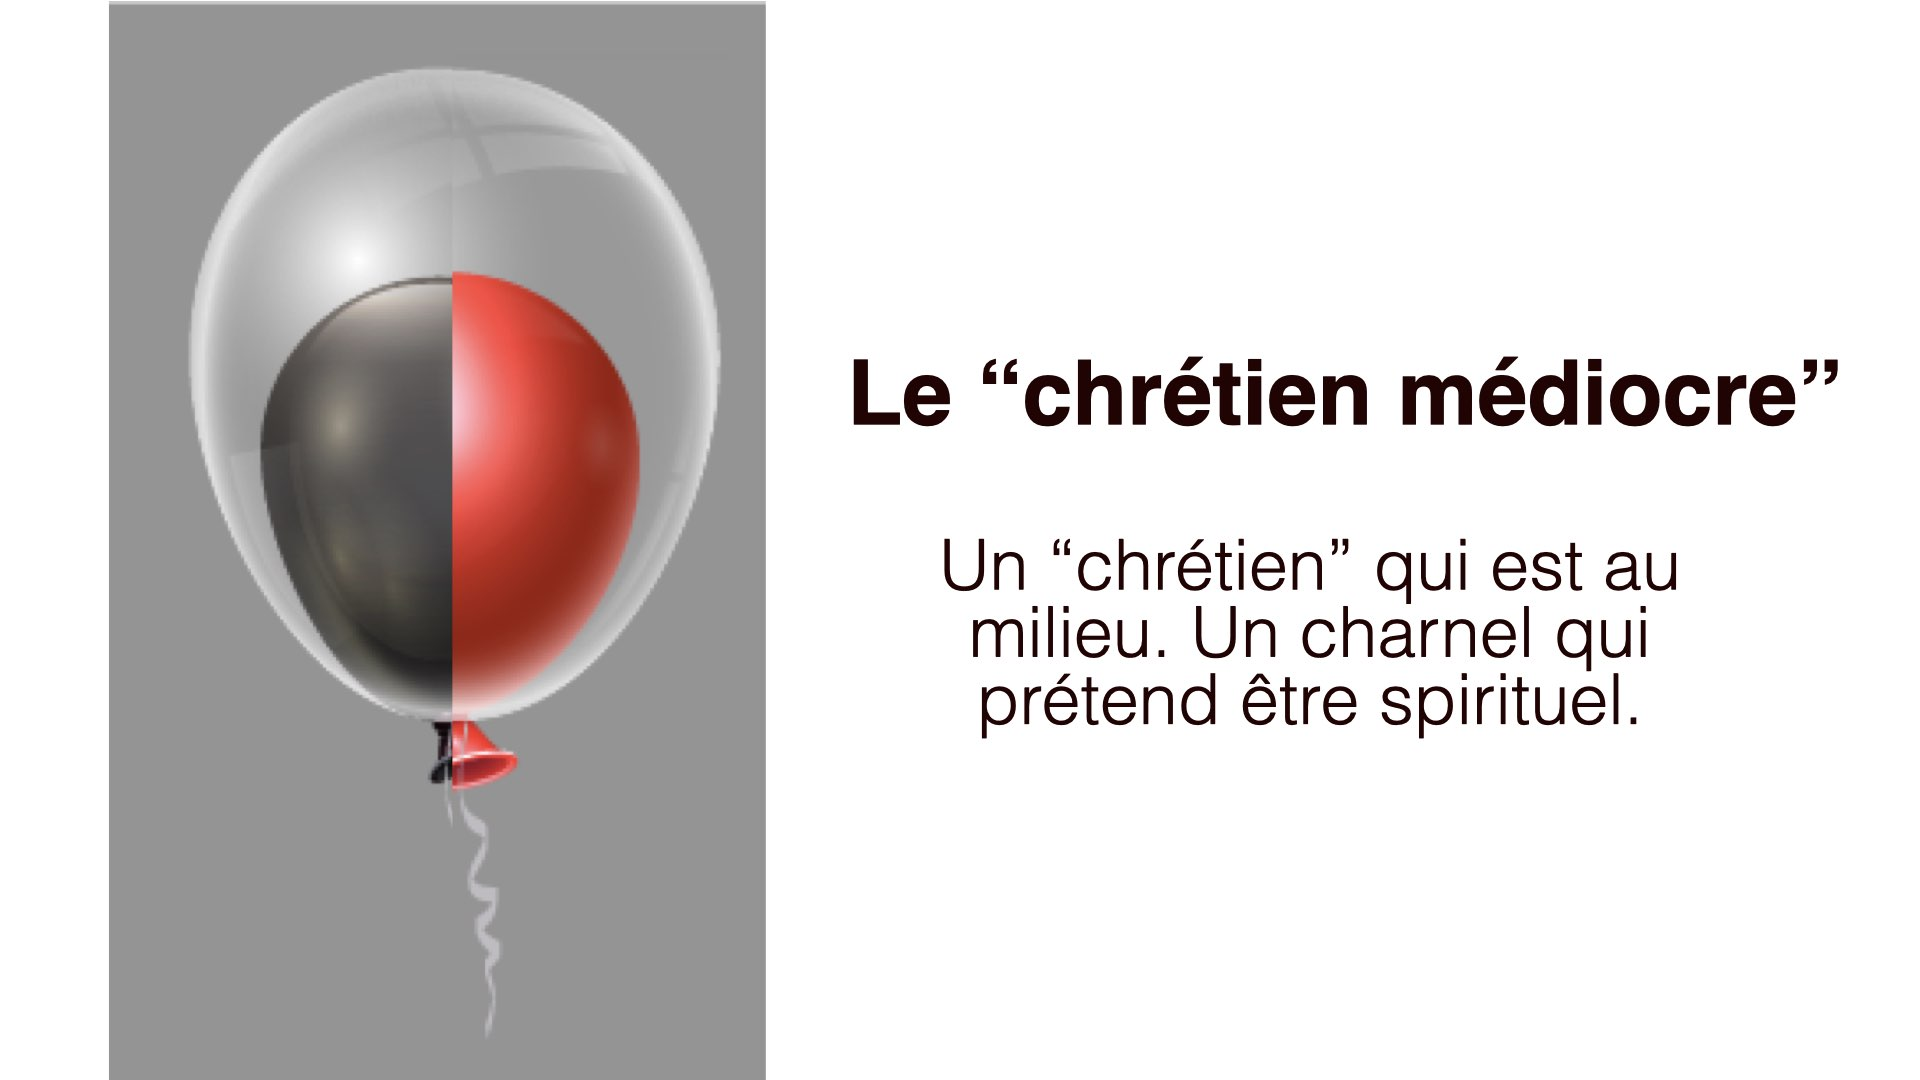 Le “chrétien médiocre”
Un “chrétien” qui est au
milieu. Un charnel qui
prétend être spirituel.